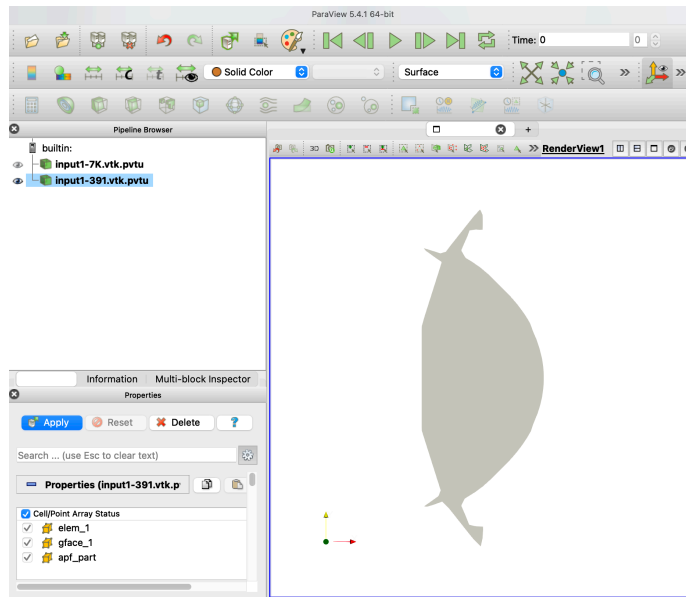 ParaView 5.4.1 64-bit
Time: 0 0
Solid Color Surface
Pipeline Browser
builtin:
input1-7K.vtk.pvtu
input1-391.vtk.pvtu
3D >> RenderView1
Information Multi-block Inspector
Properties
Apply Reset Delete ?
Search ... (use Esc to clear text)
Properties (input1-391.vtk.p
Cell/Point Array Status
elem_1
gface_1
apf_part